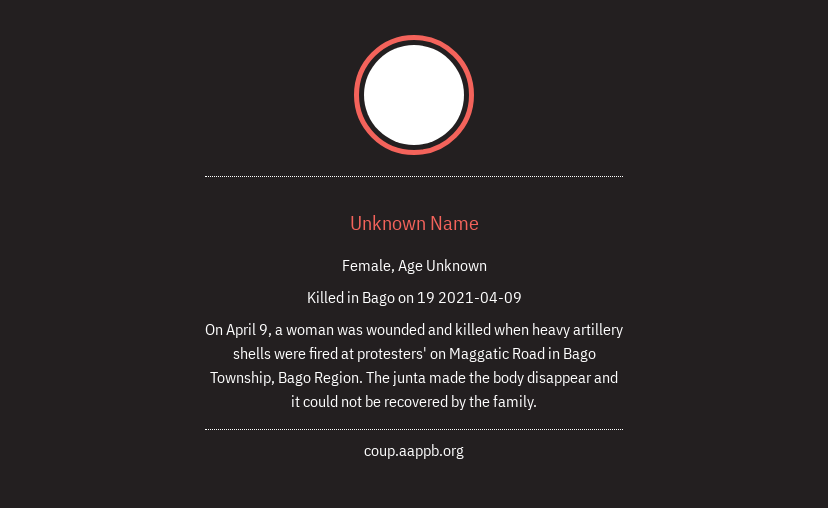 Unknown Name
Female, Age Unknown
Killed in Bago on 19 2021-04-09
On April 9, a woman was wounded and killed when heavy artillery
shells were fired at protesters' on Maggatic Road in Bago
Township, Bago Region. The junta made the body disappear and
it could not be recovered by the family.
coup.aappb.org